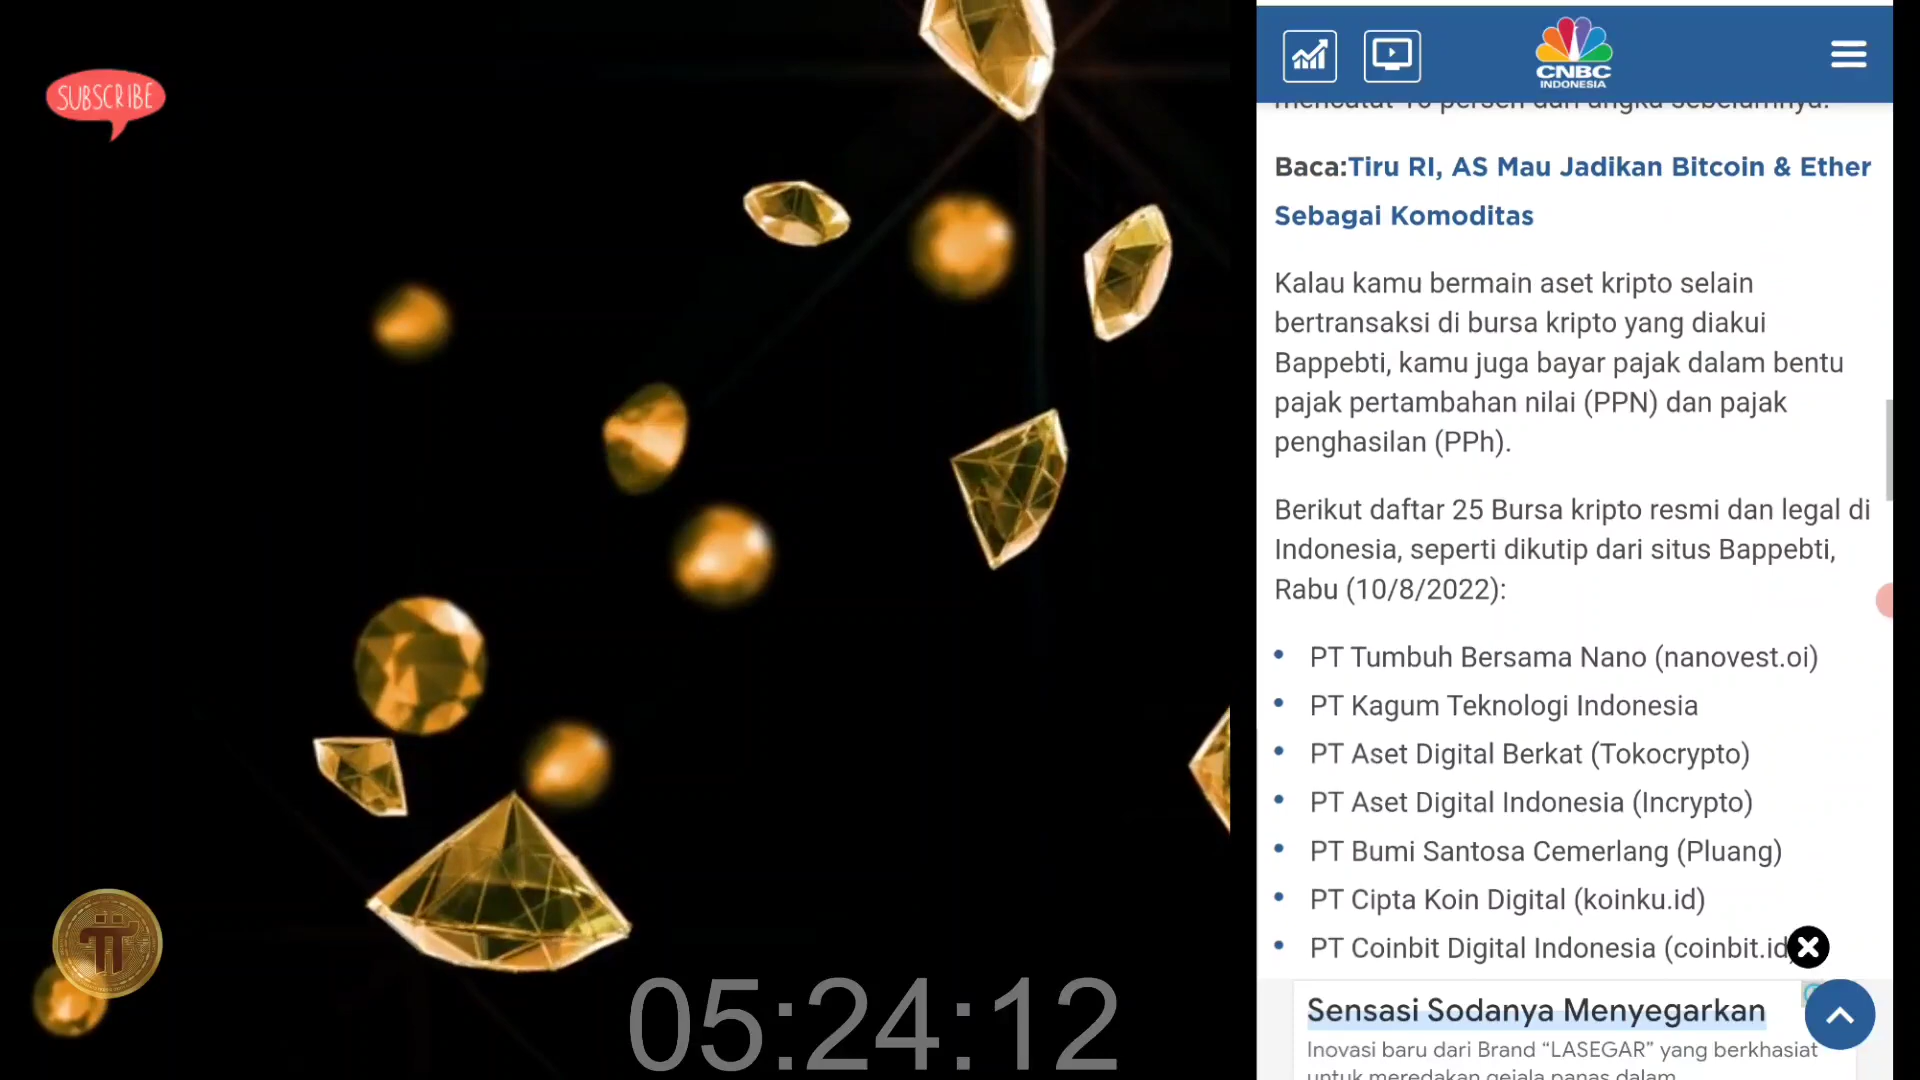 SUBSCRIBE
05:24:12
CNBC
INDONESIA
Baca:Tiru RI, AS Mau Jadikan Bitcoin & Ether
Sebagai Komoditas
Kalau kamu bermain aset kripto selain
bertransaksi di bursa kripto yang diakui
Bappebti, kamu juga bayar pajak dalam bentu
pajak pertambahan nilai (PPN) dan pajak
penghasilan (PPh).
Berikut daftar 25 Bursa kripto resmi dan legal di
Indonesia, seperti dikutip dari situs Bappebti,
Rabu (10/8/2022):
• PT Tumbuh Bersama Nano (nanovest.oi)
• PT Kagum Teknologi Indonesia
• PT Aset Digital Berkat (Tokocrypto)
• PT Aset Digital Indonesia (Incrypto)
• PT Bumi Santosa Cemerlang (Pluang)
• PT Cipta Koin Digital (koinku.id)
• PT Coinbit Digital Indonesia (coinbit.id
Sensasi Sodanya Menyegarkan
Inovasi baru dari Brand “LASEGAR” yang berkhasiat
untuk meredakan gejala panas dalam